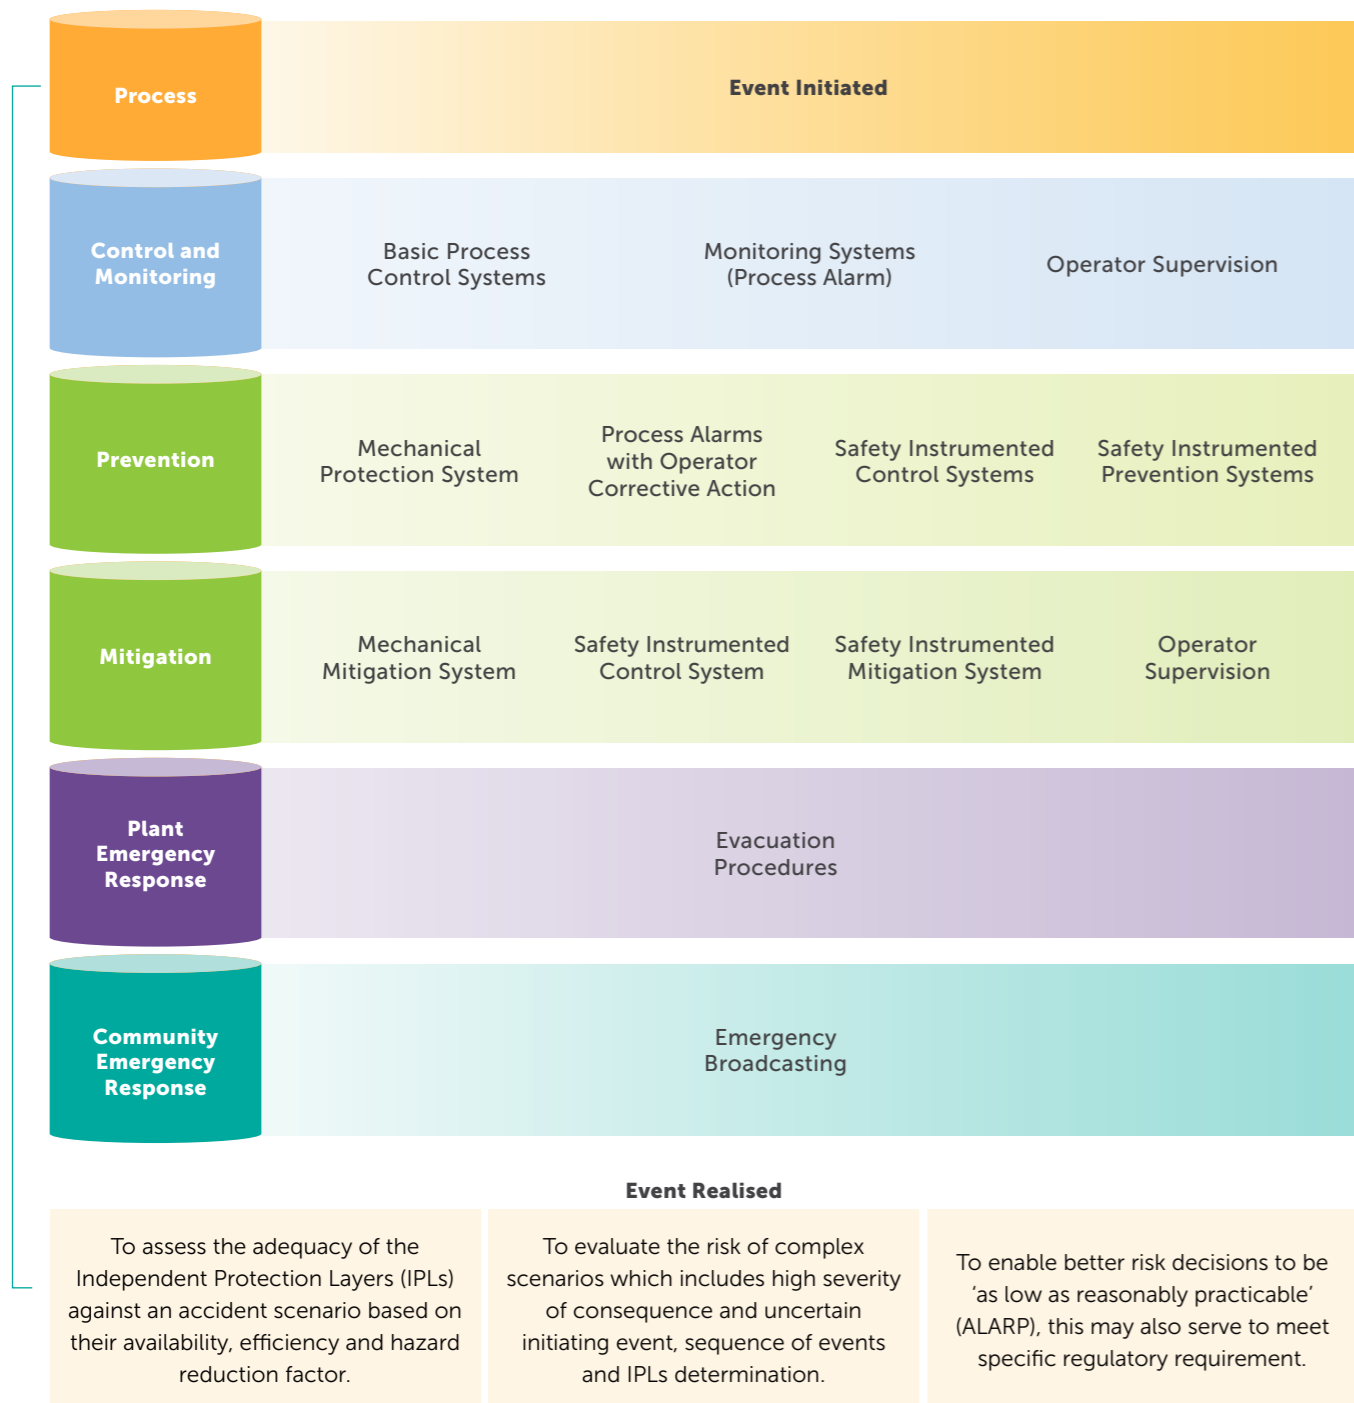 Process
Event Initiated
Control and
Monitoring
Basic Process
Control Systems
Monitoring Systems
(Process Alarm)
Operator Supervision
Prevention
Mechanical
Protection System
Process Alarms
with Operator
Corrective Action
Safety Instrumented
Control Systems
Safety Instrumented
Prevention Systems
Mitigation
Mechanical
Mitigation System
Safety Instrumented
Control System
Safety Instrumented
Mitigation System
Operator
Supervision
Plant
Emergency
Response
Evacuation
Procedures
Community
Emergency
Response
Emergency
Broadcasting
Event Realised
To assess the adequacy of the
Independent Protection Layers (IPLs)
against an accident scenario based on
their availability, efficiency and hazard
reduction factor.
To evaluate the risk of complex
scenarios which includes high severity
of consequence and uncertain
initiating event, sequence of events
and IPLs determination.
To enable better risk decisions to be
‘as low as reasonably practicable’
(ALARP), this may also serve to meet
specific regulatory requirement.